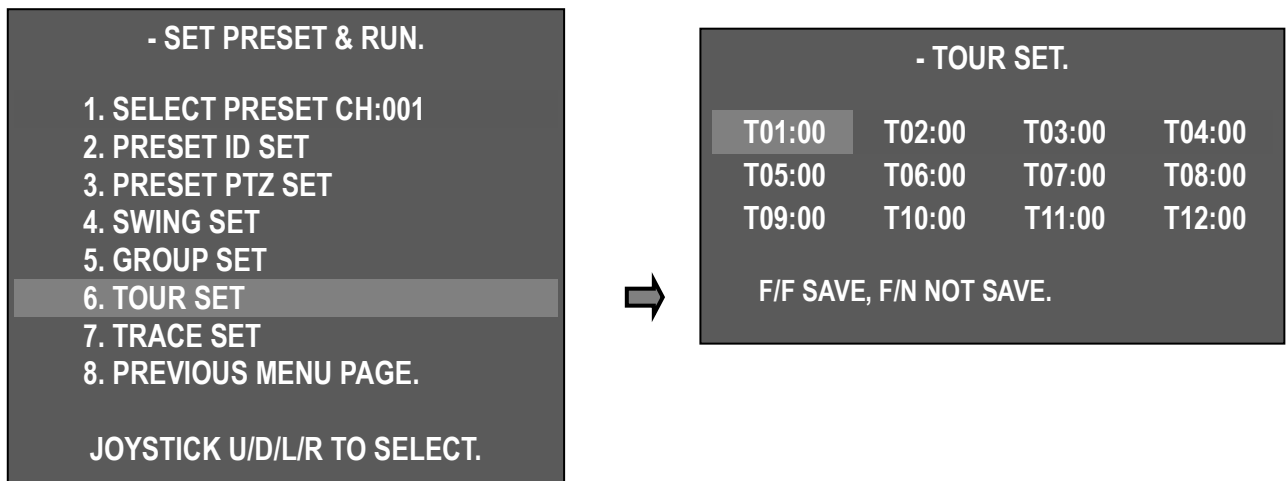 - SET PRESET & RUN.
1. SELECT PRESET CH:001
2. PRESET ID SET
3. PRESET PTZ SET
4. SWING SET
5. GROUP SET
6. TOUR SET
7. TRACE SET
8. PREVIOUS MENU PAGE.
JOYSTICK U/D/L/R TO SELECT.
- TOUR SET.
T01:00 T02:00 T03:00 T04:00
T05:00 T06:00 T07:00 T08:00
T09:00 T10:00 T11:00 T12:00
F/F SAVE, F/N NOT SAVE.